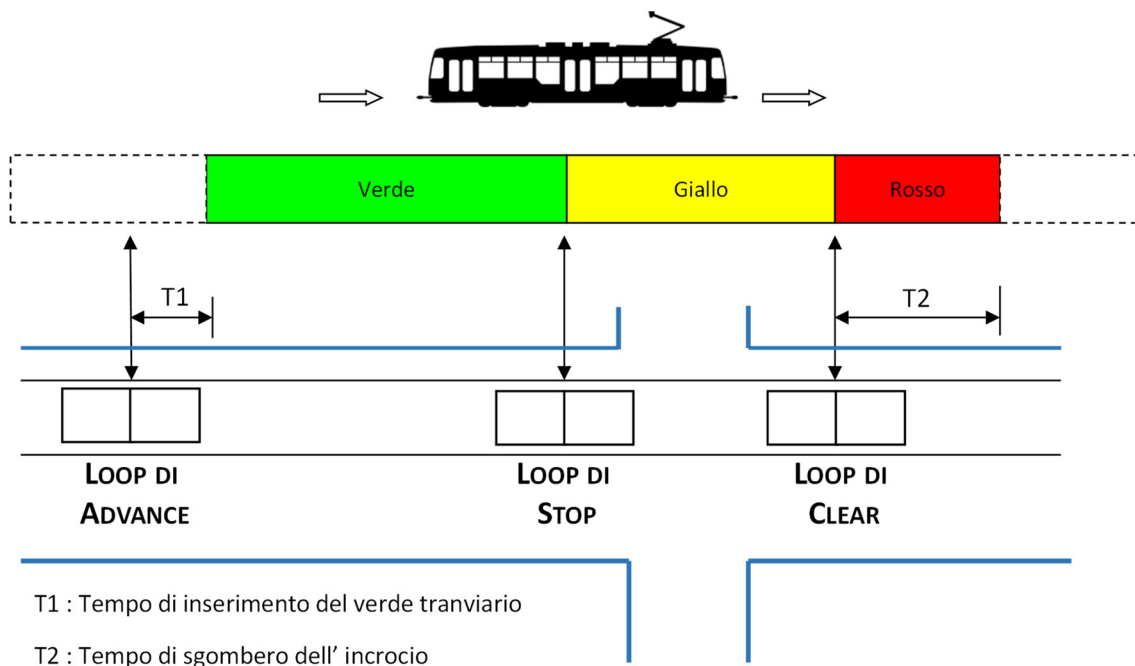 Verde
Giallo
Rosso
T1
T2
LOOP DI
ADVANCE
LOOP DI
STOP
LOOP DI
CLEAR
T1 : Tempo di inserimento del verde tranviario
T2 : Tempo di sgombero dell’ incrocio